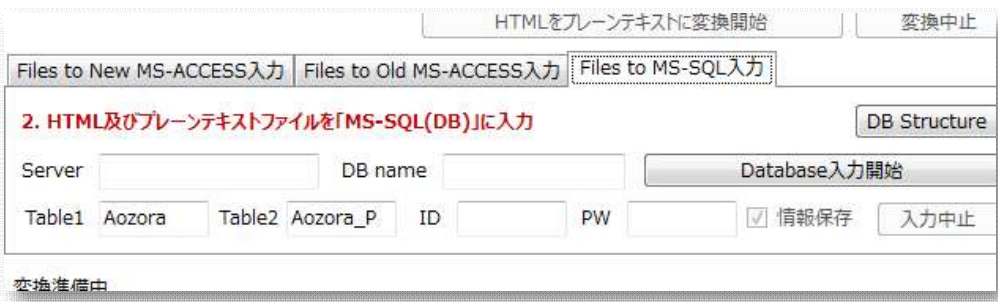 HTMLをプレーンテキストに変換開始 変換中止
Files to New MS-ACCESS入力 Files to Old MS-ACCESS入力 Files to MS-SQL入力
2. HTML及びプレーンテキストファイルを「MS-SQL(DB)」に入力 DB Structure
Server DB name Database入力開始
Table1 Aozora Table2 Aozora_P ID PW 情報保存 入力中止
変換準備中